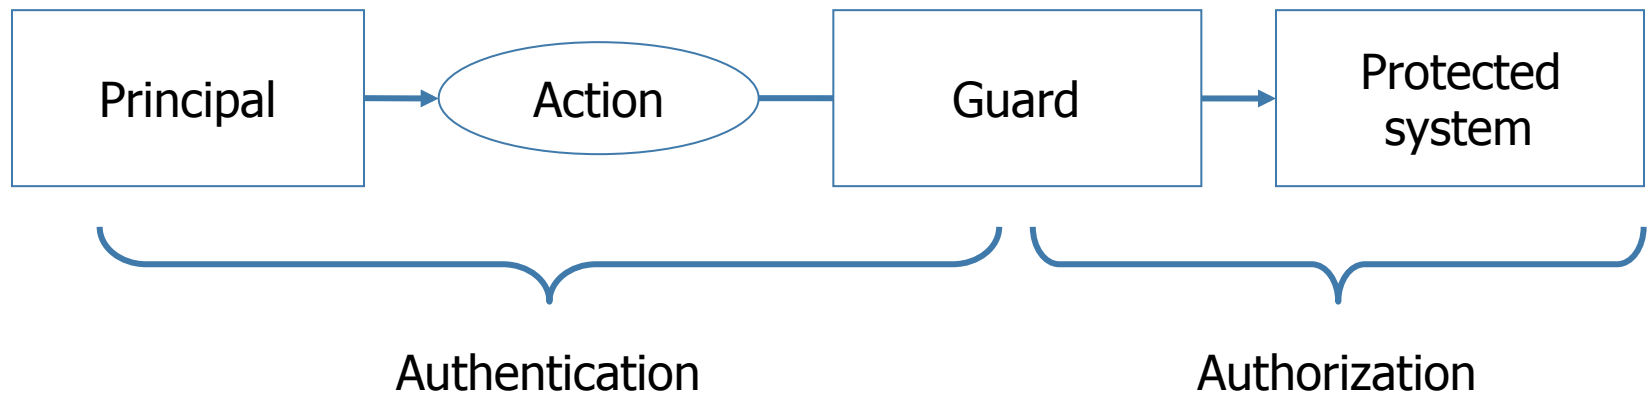 Principal
Action
Guard
Protected
system
Authentication
Authorization